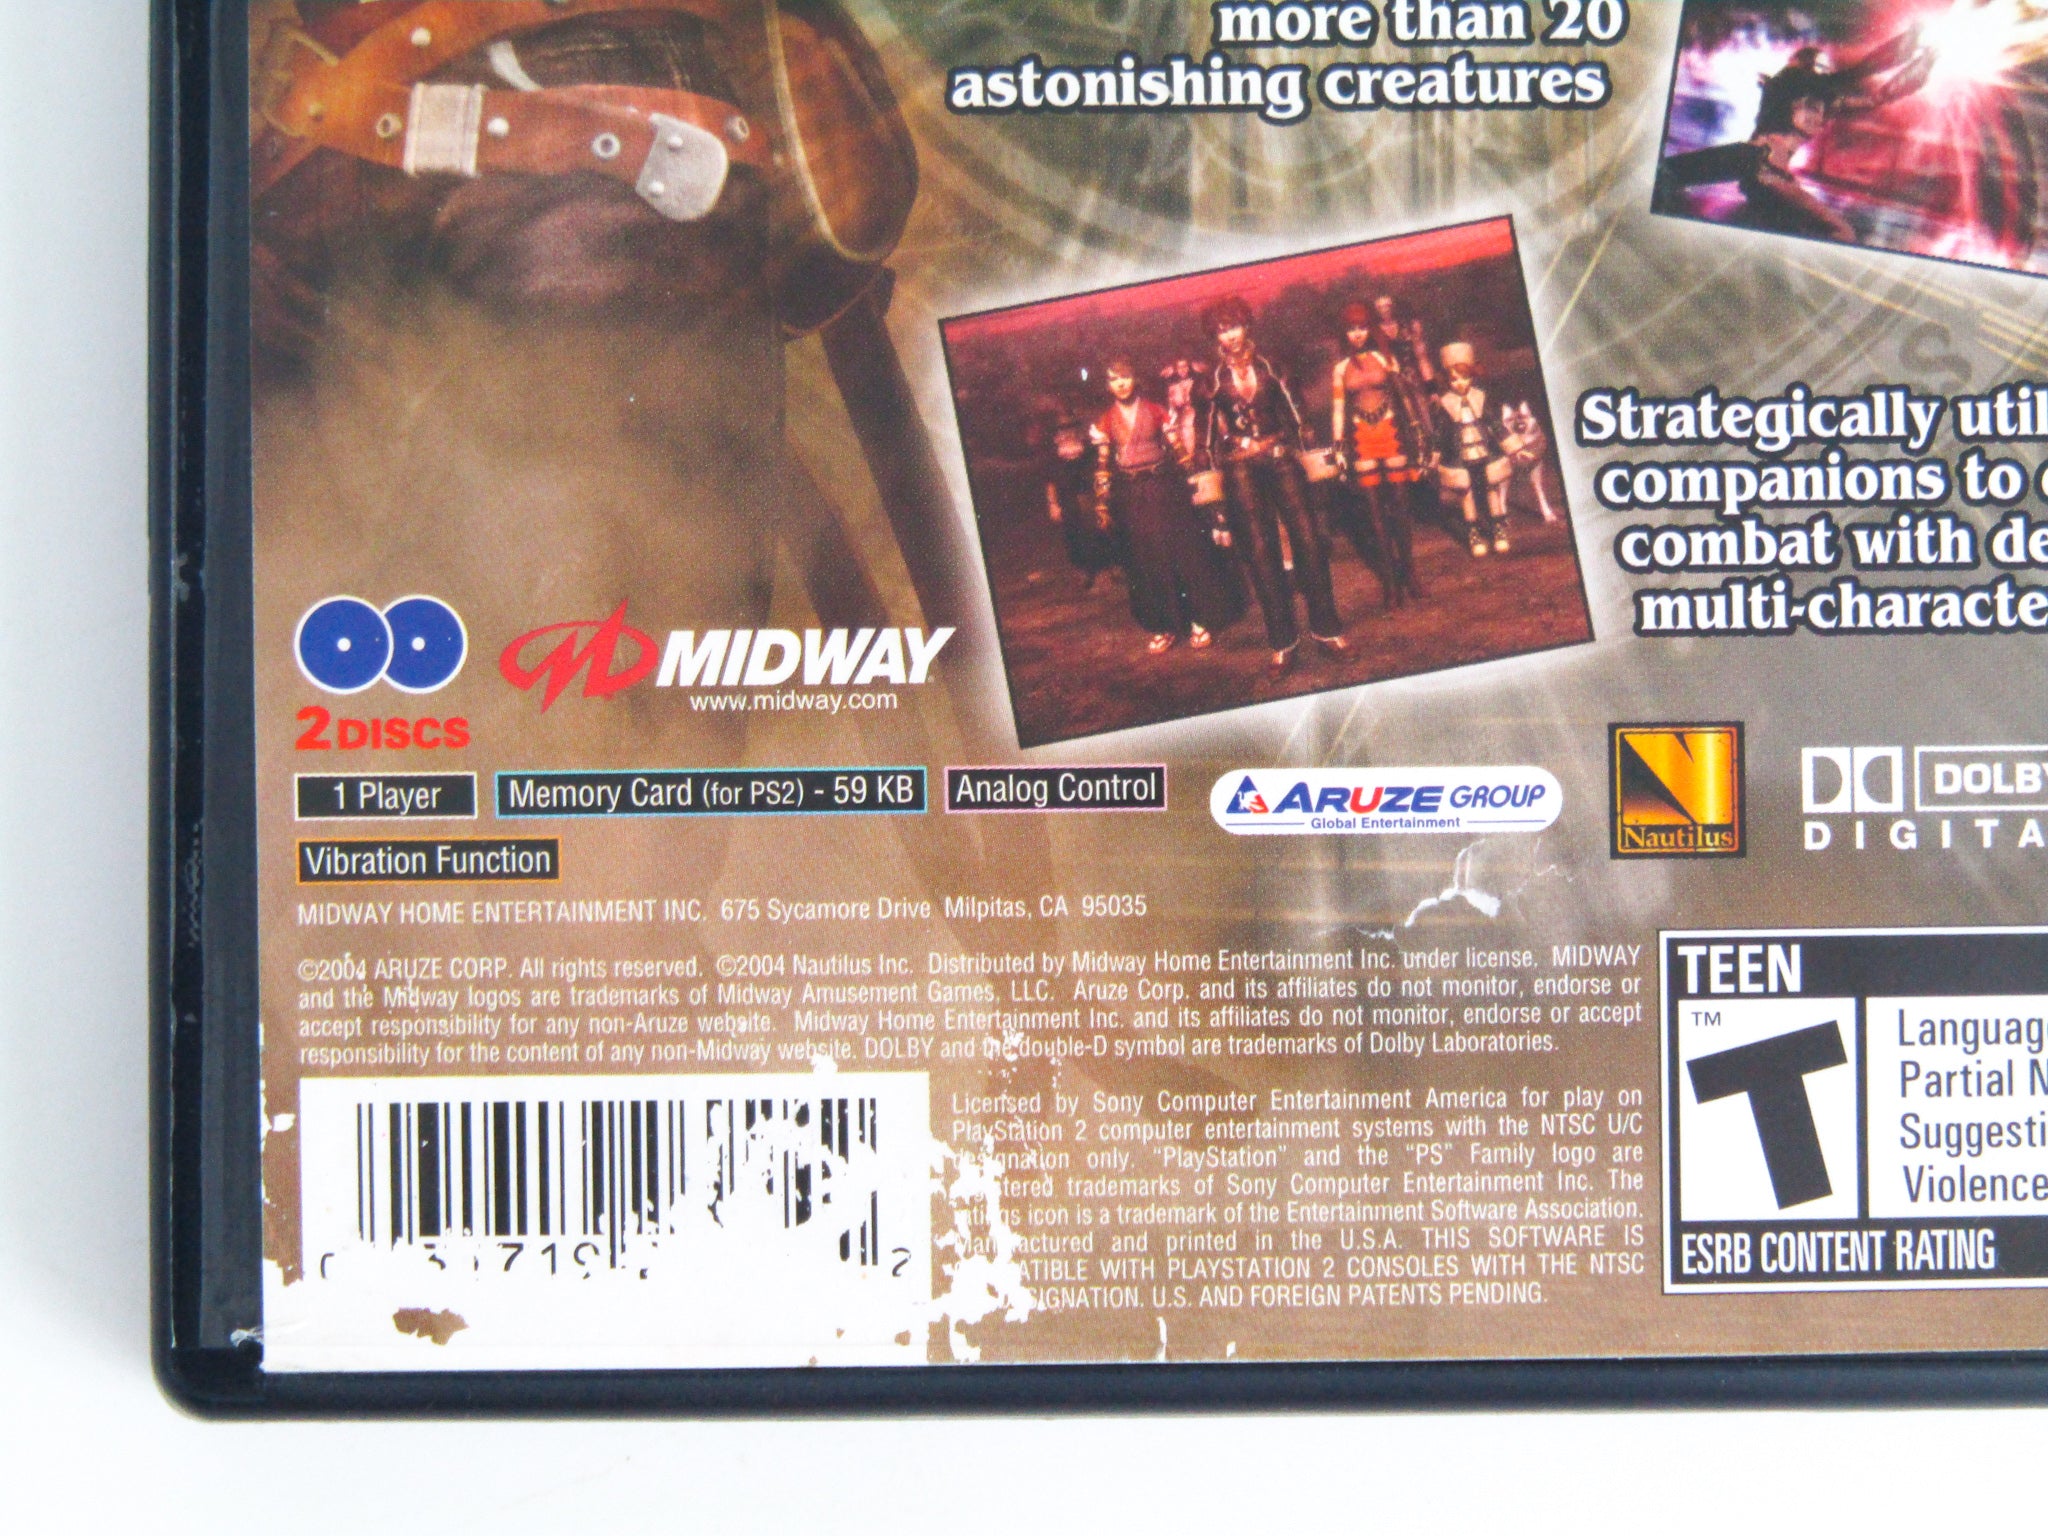 more than 20
astonishing creatures
Strategically
companions to
combat with
2 DISCS
MIDWAY
www.midway.com
1 Player
Memory Card (for PS2) - 59 KB
Analog Control
ARUZE GROUP
Global Entertainment
Nautilus
DIGITA
Vibration Function
MIDWAY HOME ENTERTAINMENT INC. 675 Sycamore Drive Milpitas, CA 95035
©2004 ARUZE CORP. All rights reserved. ©2004 Nautilus Inc. Distributed by Midway Home Entertainment Inc. under license. MIDWAY
and the Midway logos are trademarks of Midway Amusement Games, LLC. Aruze Corp. and its affiliates do not monitor, endorse or
accept responsibility for any non-Aruze website. Midway Home Entertainment Inc. and its affiliates do not monitor, endorse or accept
responsibility for the content of any non-Midway website. DOLBY and the double-D symbol are trademarks of Dolby Laboratories.
Licensed by Sony Computer Entertainment America for play on
PlayStation 2 computer entertainment systems with the NTSC U/C
designation only. "PlayStation" and the "PS" Family logo are
registered trademarks of Sony Computer Entertainment Inc. The
ratings icon is a trademark of the Entertainment Software Association.
Manufactured and printed in the U.S.A. THIS SOFTWARE IS
WITH PLAYSTATION 2 CONSOLES WITH THE NTSC
U.S. AND FOREIGN PATENTS PENDING.
TEEN
TM
T
Language
Partial
Violence
ESRB CONTENT RATING